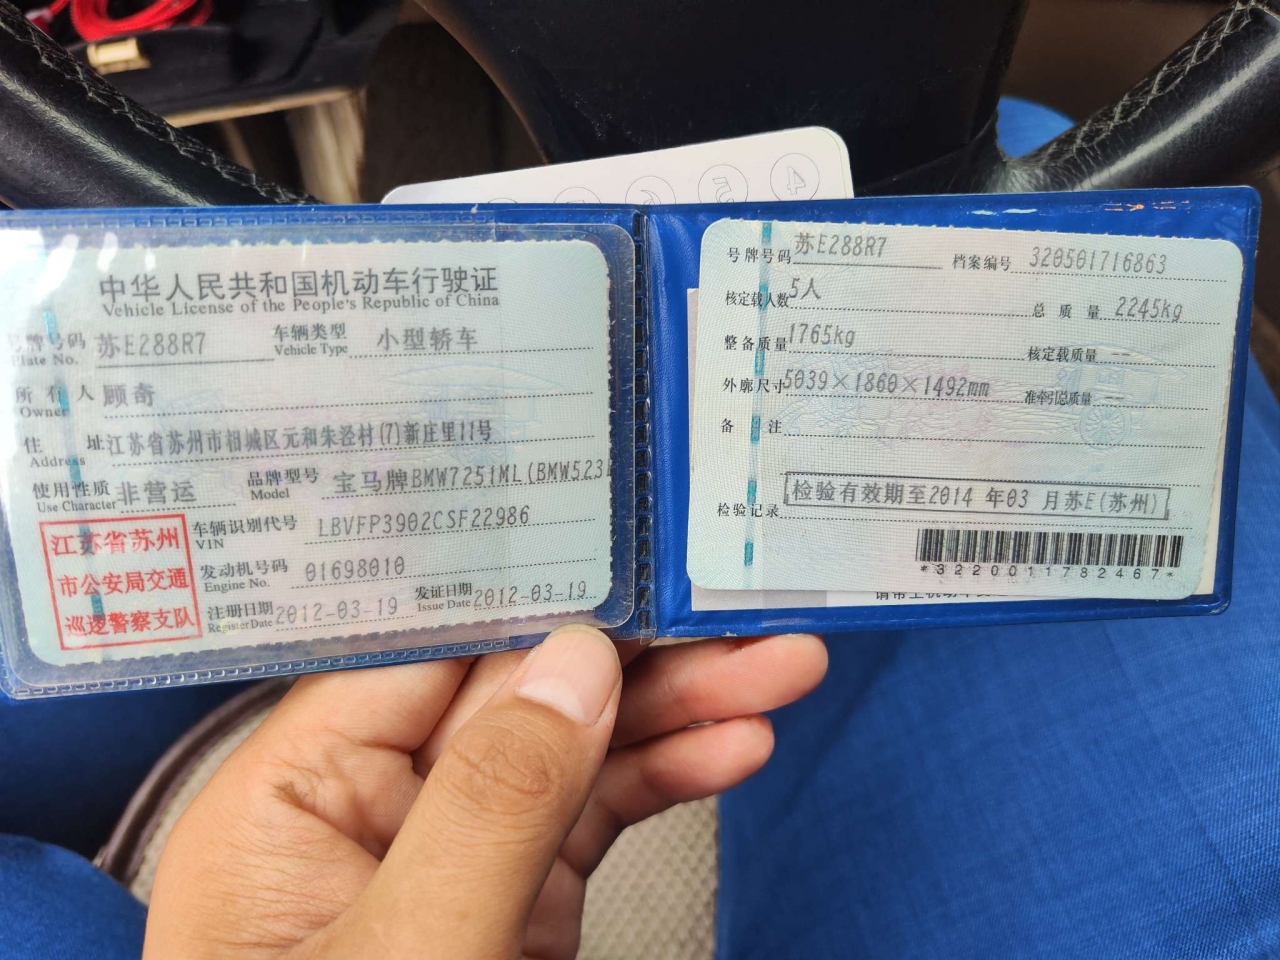 中华人民共和国机动车行驶证
Vehicle License of the People's Republic of China
号牌号码 苏E288R7 车辆类型 小型轿车
Plate No. Vehicle Type
所有人 顾奇
Owner
住址 江苏省苏州市相城区元和朱泾村(7)新庄里11号
Address
使用性质 非营运 品牌型号 宝马牌BMW7251ML(BMW523
Use Character Model
江苏省苏州
市公安局交通
巡逻警察支队
车辆识别代号 LBVFP3902CSF22986
VIN
发动机号码 01698010
Engine No.
注册日期 2012-03-19 发证日期 2012-03-19
Register Date Issue Date
号牌号码 苏E288R7 档案编号 320501716863
核定载人数 5人 总质量 2245kg
整备质量 1765kg 核定载质量 --
外廓尺寸 5039×1860×1492mm 准牵引总质量 --
备注
检验记录 检验有效期至2014年03月苏E(苏州)
*3220011782467*
4
5
6